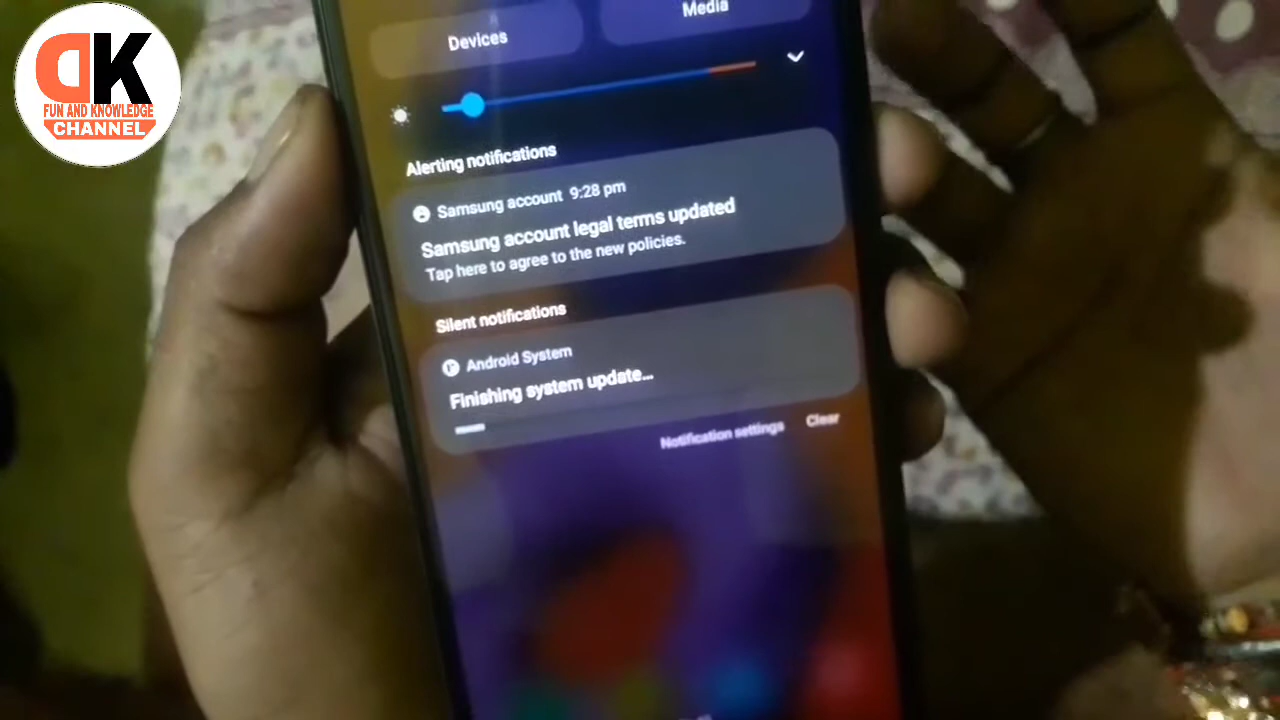 DK
FUN AND KNOWLEDGE
CHANNEL
Devices
Media
Alerting notifications
Samsung account 9:28 pm
Samsung account legal terms updated
Tap here to agree to the new policies.
Silent notifications
Android System
Finishing system update...
Notification settings
Clear